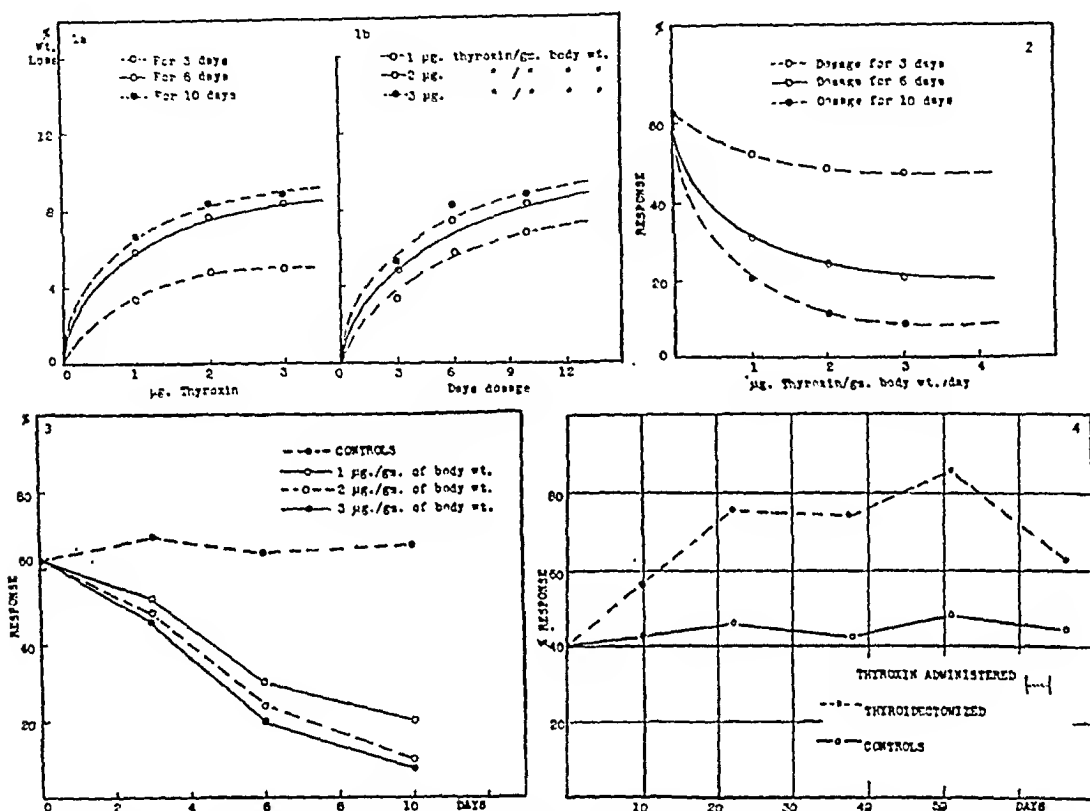 %
Wt.
Loss
1a
For 3 days
For 6 days
For 10 days
16
12
8
4
0
0 1 2 3
µg. Thyroxin
1b
1 µg. thyroxin/gm. body wt.
2 µg. " / " " "
3 µg. " / " " "
0 3 6 9 12
Days dosage
%
2
Dosage for 3 days
Dosage for 6 days
Dosage for 10 days
RESPONSE
60
40
20
0
1 2 3 4
µg. Thyroxin/gm. body wt./day
%
3
CONTROLS
1 µg./gm. of body wt.
2 µg./gm. of body wt.
3 µg./gm. of body wt.
RESPONSE
80
60
40
20
0 2 4 6 8 10 DAYS
4
% RESPONSE
80
60
40
20
THYROXIN ADMINISTERED
THYROIDECTOMIZED
CONTROLS
10 20 30 40 50 DAYS